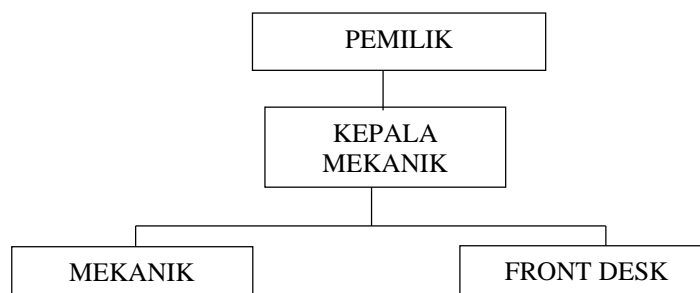 PEMILIK
KEPALA
MEKANIK
MEKANIK
FRONT DESK